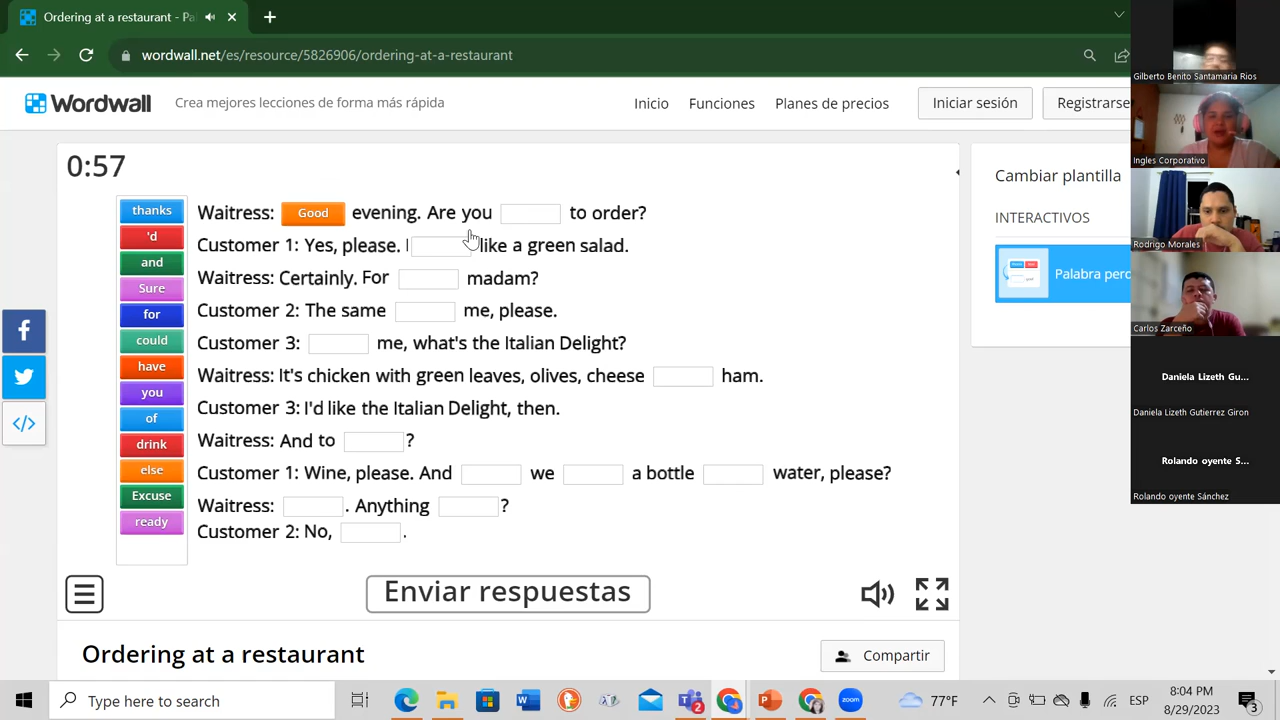 Ordering at a restaurant - Pal
wordwall.net/es/resource/5826906/ordering-at-a-restaurant
Wordwall
Crea mejores lecciones de forma más rápida
Inicio
Funciones
Planes de precios
Iniciar sesión
Registrarse
0:57
thanks
'd
and
Sure
for
could
have
you
of
drink
else
Excuse
ready
Waitress: Good evening. Are you to order?
Customer 1: Yes, please. I like a green salad.
Waitress: Certainly. For madam?
Customer 2: The same me, please.
Customer 3: me, what's the Italian Delight?
Waitress: It's chicken with green leaves, olives, cheese ham.
Customer 3: I'd like the Italian Delight, then.
Waitress: And to ?
Customer 1: Wine, please. And we a bottle water, please?
Waitress: . Anything ?
Customer 2: No, .
Enviar respuestas
Ordering at a restaurant
Compartir
Cambiar plantilla
INTERACTIVOS
Palabra perd
Gilberto Benito Santamaria Rios
Ingles Corporativo
Rodrigo Morales
Carlos Zarceño
Daniela Lizeth Gu...
Daniela Lizeth Gutierrez Giron
Rolando oyente S...
Rolando oyente Sánchez
Type here to search
2
77°F
ESP
8:04 PM
8/29/2023
3